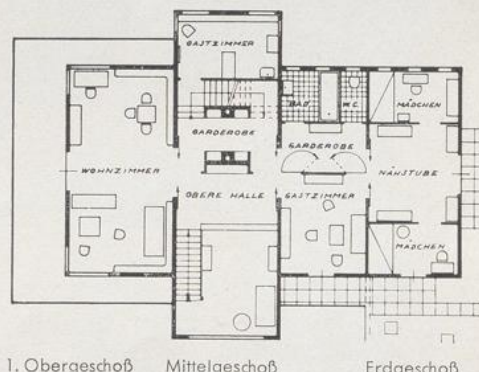 GASTZIMMER
BAD
W.C.
MÄDCHEN
GARDEROBE
GARDEROBE
WOHNZIMMER
NÄHSTUBE
OBERE HALLE
GASTZIMMER
MÄDCHEN
1. Obergeschoß Mittelgeschoß Erdgeschoß